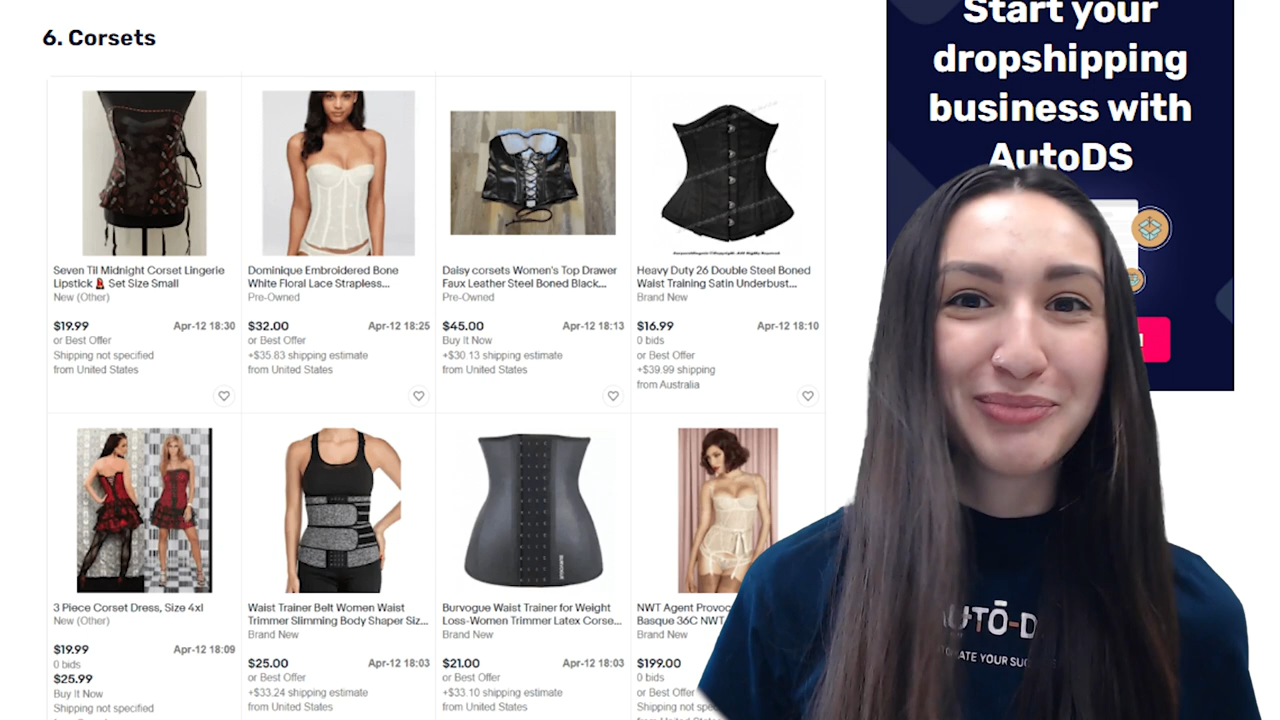 6. Corsets
Start your
dropshipping
business with
AutoDS
Seven Til Midnight Corset Lingerie
Lipstick💄 Set Size Small
New (Other)
$19.99 Apr-12 18:30
or Best Offer
Shipping not specified
from United States
Dominique Embroidered Bone
White Floral Lace Strapless...
Pre-Owned
$32.00 Apr-12 18:25
or Best Offer
+$35.83 shipping estimate
from United States
Daisy corsets Women's Top Drawer
Faux Leather Steel Boned Black...
Pre-Owned
$45.00 Apr-12 18:13
Buy It Now
+$30.13 shipping estimate
from United States
Heavy Duty 26 Double Steel Boned
Waist Training Satin Underbust...
Brand New
$16.99 Apr-12 18:10
0 bids
or Best Offer
+$39.99 shipping
from Australia
3 Piece Corset Dress, Size 4xl
New (Other)
$19.99 Apr-12 18:09
0 bids
$25.99
Buy It Now
Shipping not specified
Waist Trainer Belt Women Waist
Trimmer Slimming Body Shaper Siz...
Brand New
$25.00 Apr-12 18:03
or Best Offer
+$33.24 shipping estimate
from United States
Burvogue Waist Trainer for Weight
Loss-Women Trimmer Latex Corse...
Brand New
$21.00 Apr-12 18:03
or Best Offer
+$33.10 shipping estimate
from United States
NWT Agent Provoc
Basque 36C NWT
Brand New
$199.00
0 bids
or Best Offer
Shipping not spe
AUTO-D
ATE YOUR SUC